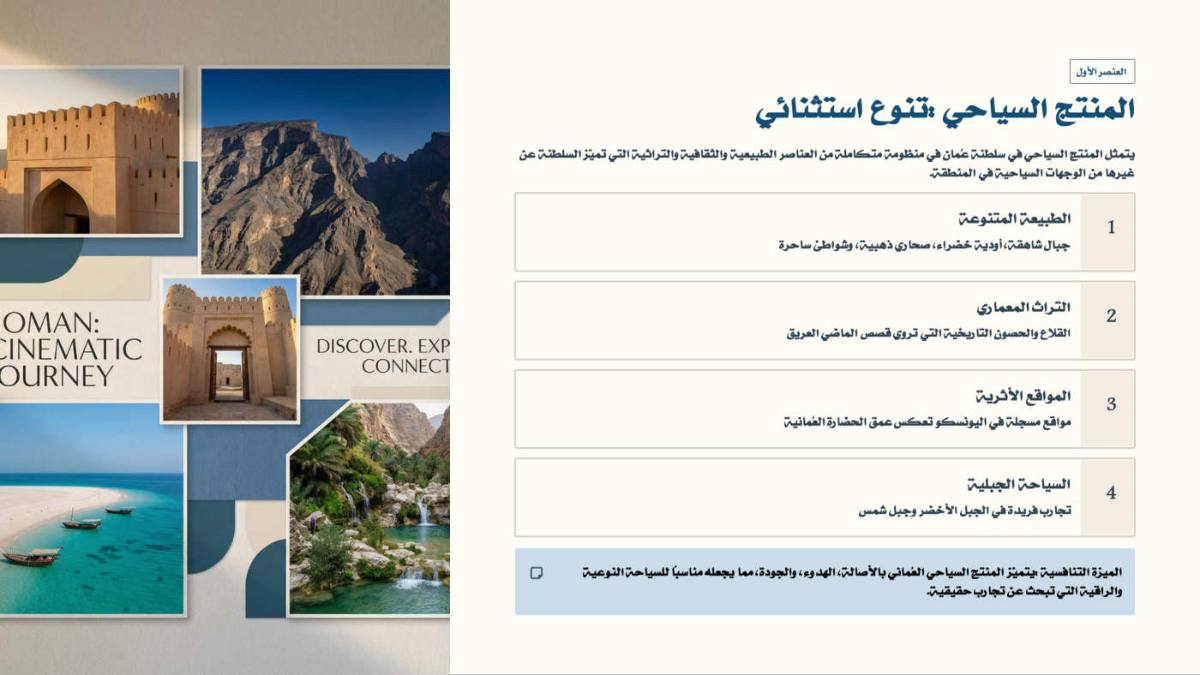 العنصر الأول
المنتج السياحي :تنوع استثنائي
يتمثل المنتج السياحي في سلطنة عُمان في منظومة متكاملة من العناصر الطبيعية والثقافية والتراثية التي تميّز السلطنة عن
غيرها من الوجهات السياحية في المنطقة.
1
الطبيعة المتنوعة
جبال شاهقة، أودية خضراء، صحاري ذهبية، وشواطئ ساحرة
2
التراث المعماري
القلاع والحصون التاريخية التي تروي قصص الماضي العريق
3
المواقع الأثرية
مواقع مسجلة في اليونسكو تعكس عمق الحضارة العُمانية
4
السياحة الجبلية
تجارب فريدة في الجبل الأخضر وجبل شمس
الميزة التنافسية :يتميّز المنتج السياحي العُماني بالأصالة، الهدوء، والجودة، مما يجعله مناسبًا للسياحة النوعية
والراقية التي تبحث عن تجارب حقيقية.
OMAN:
CINEMATIC
OURNEY
DISCOVER. EXP
CONNECT